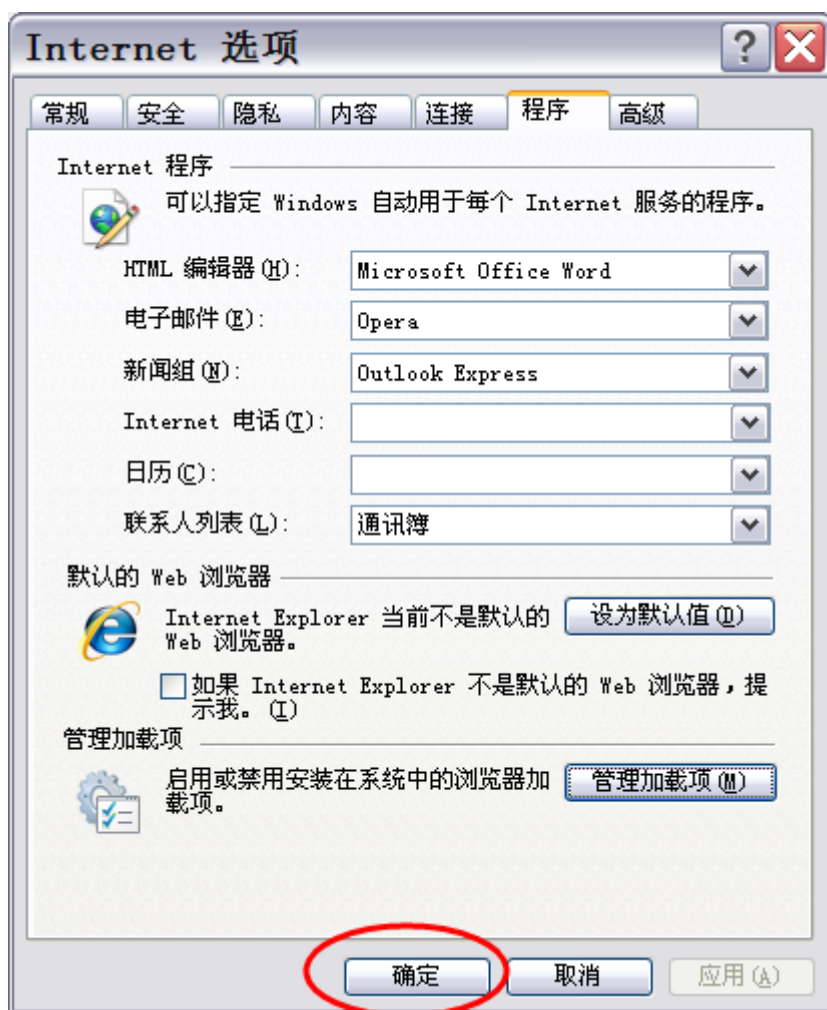 Internet 选项
常规 安全 隐私 内容 连接 程序 高级
Internet 程序
可以指定 Windows 自动用于每个 Internet 服务的程序。
HTML 编辑器(H): Microsoft Office Word
电子邮件(E): Opera
新闻组(N): Outlook Express
Internet 电话(T):
日历(C):
联系人列表(L): 通讯簿
默认的 Web 浏览器
Internet Explorer 当前不是默认的
Web 浏览器。
设为默认值(D)
如果 Internet Explorer 不是默认的 Web 浏览器，提
示我。(I)
管理加载项
启用或禁用安装在系统中的浏览器加
载项。
管理加载项(M)
确定 取消 应用(A)